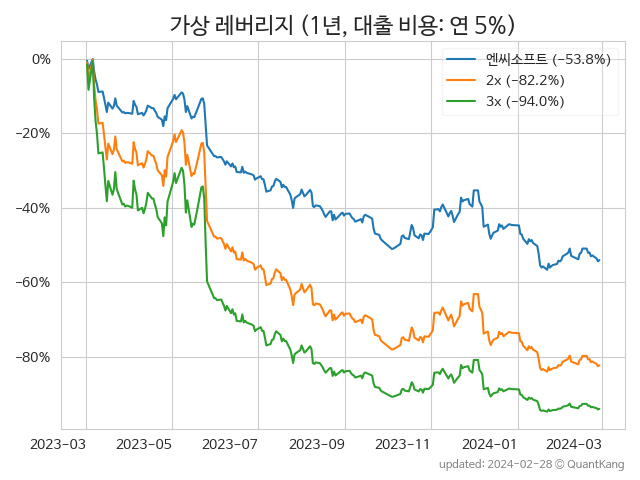 가상 레버리지 (1년, 대출 비용: 연 5%)
엔씨소프트 (−53.8%)
2x (−82.2%)
3x (−94.0%)
0%
−20%
−40%
−60%
−80%
2023-03 2023-05 2023-07 2023-09 2023-11 2024-01 2024-03
updated: 2024-02-28 @ QuantKang